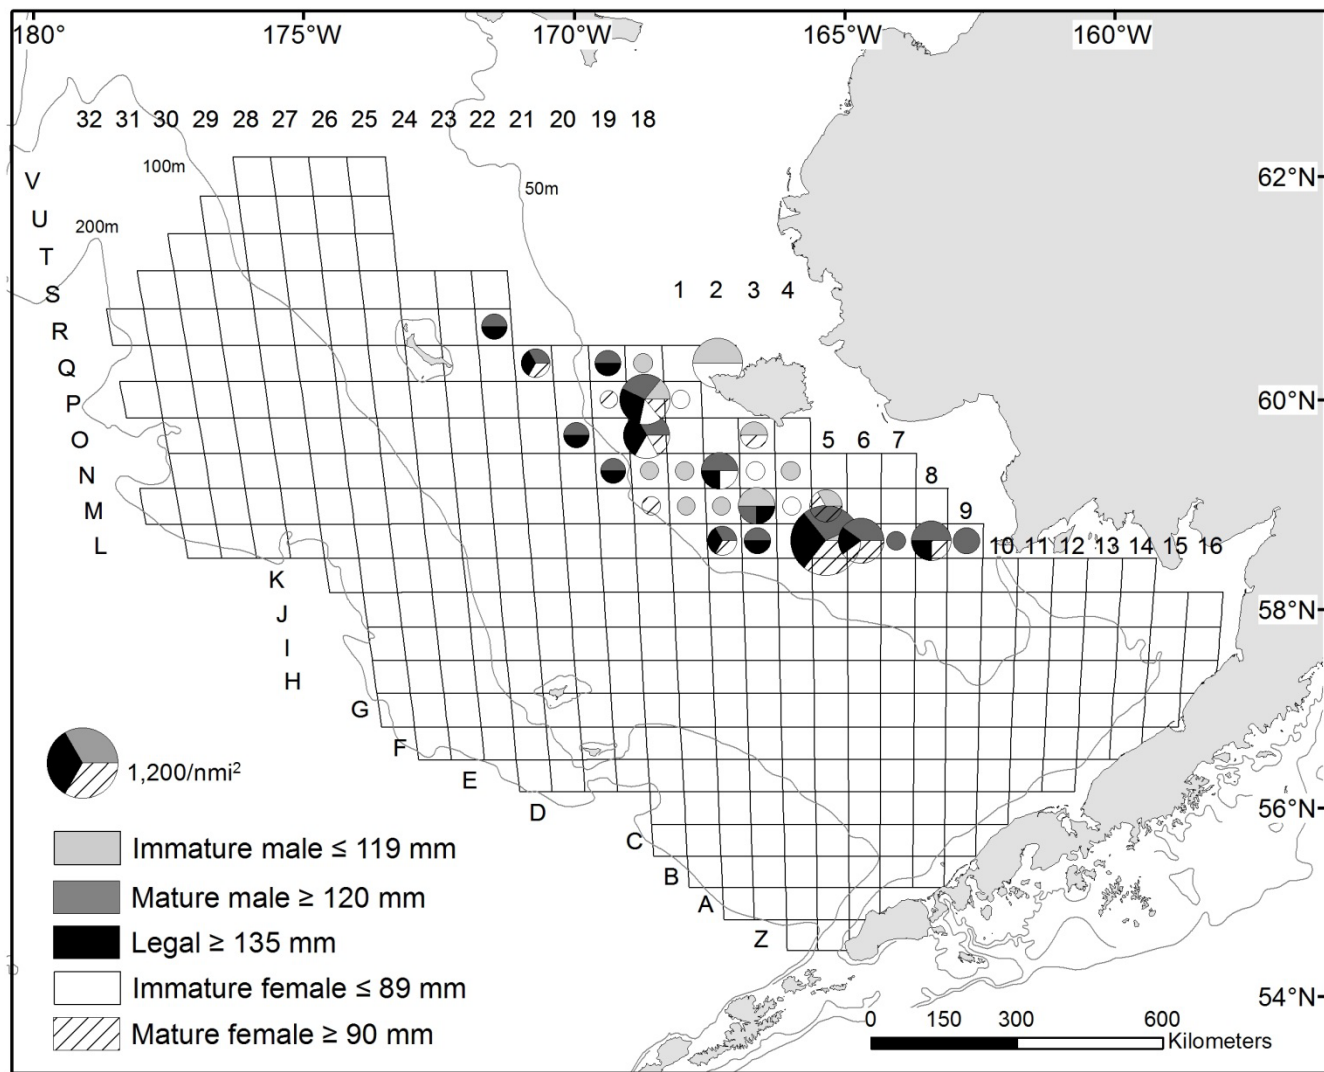 180° 175°W 170°W 165°W 160°W
32 31 30 29 28 27 26 25 24 23 22 21 20 19 18
100m
62°N
V
50m
U
200m
T
S
1 2 3 4
R
Q
P
60°N
O
5 6 7
N
8
M
9
L
10 11 12 13 14 15 16
K
J
58°N
I
H
G
F
E
1,200/nmi²
D
56°N
C
Immature male ≤ 119 mm
B
Mature male ≥ 120 mm
A
Legal ≥ 135 mm
Z
Immature female ≤ 89 mm
54°N
Mature female ≥ 90 mm
0 150 300 600
Kilometers